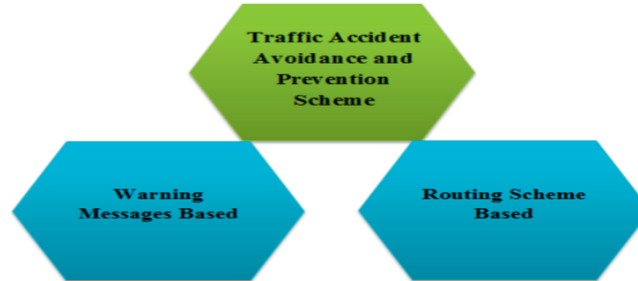 Traffic Accident
Avoidance and
Prevention
Scheme
Warning
Messages Based
Routing Scheme
Based